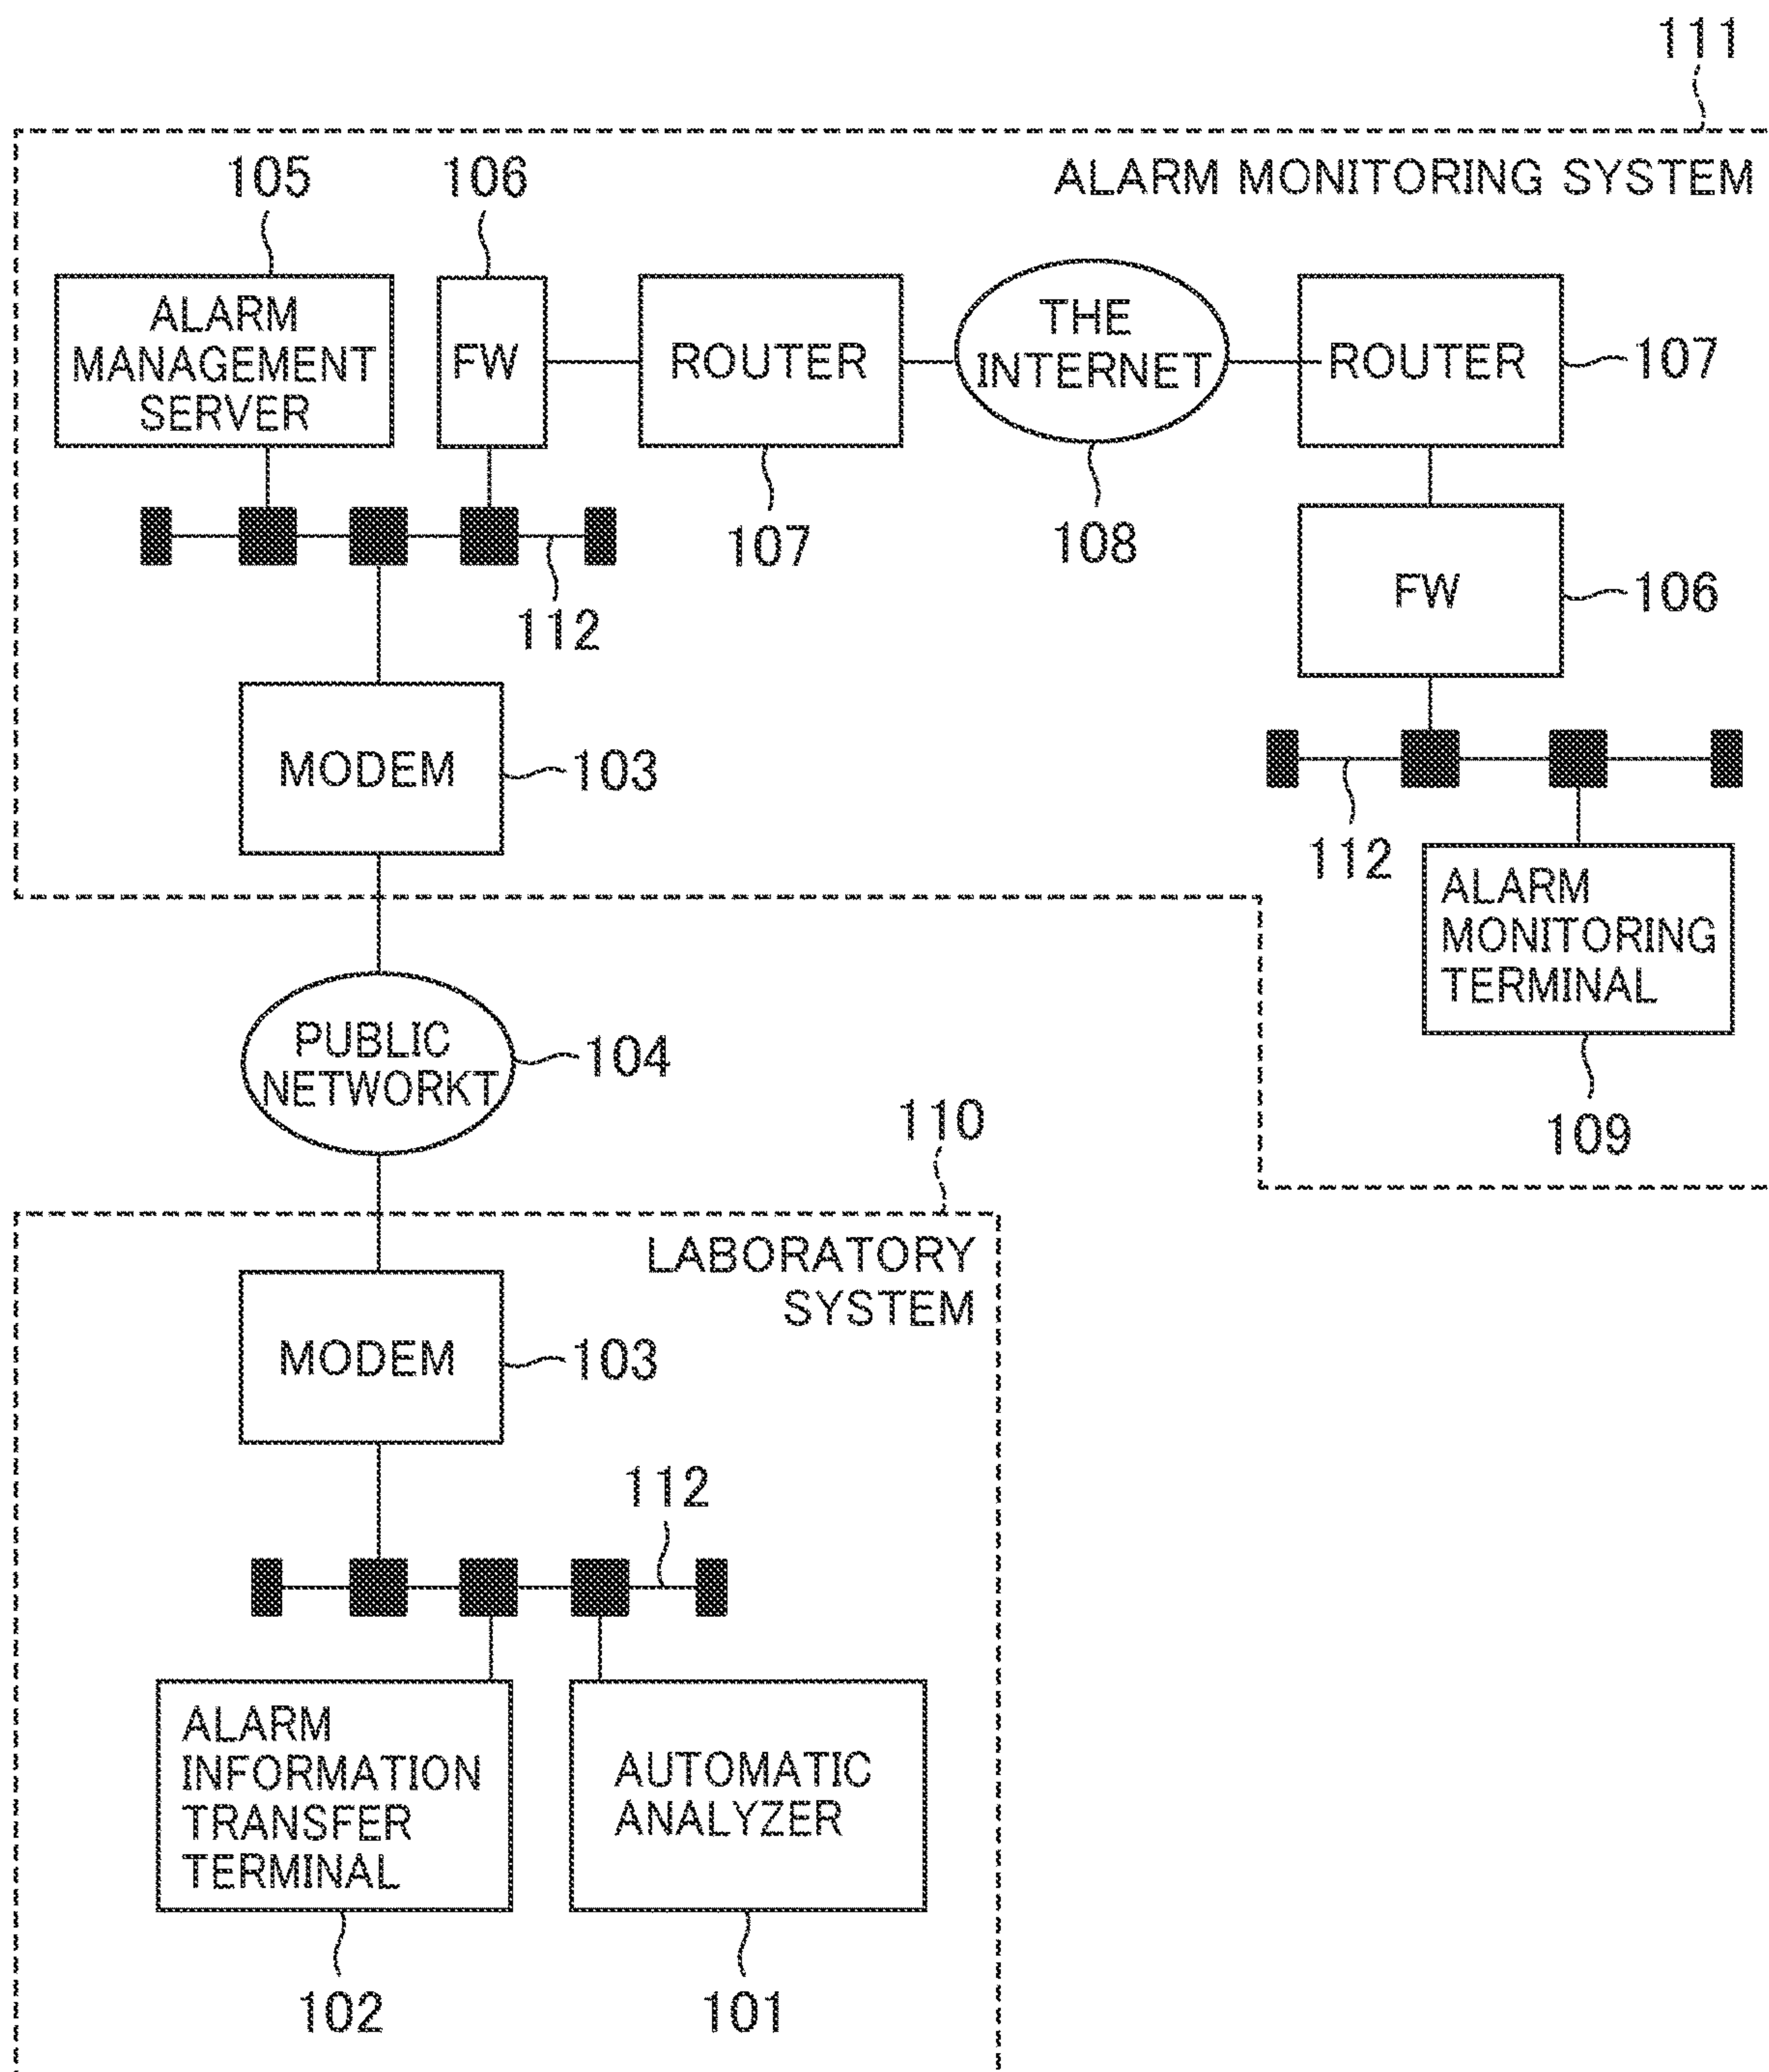 111
ALARM MONITORING SYSTEM
105
106
ALARM
MANAGEMENT
SERVER
FW
ROUTER
THE
INTERNET
ROUTER
107
107
108
112
FW
106
MODEM
103
112
ALARM
MONITORING
TERMINAL
109
PUBLIC
NETWORKT
104
110
LABORATORY
SYSTEM
MODEM
103
112
ALARM
INFORMATION
TRANSFER
TERMINAL
AUTOMATIC
ANALYZER
102
101